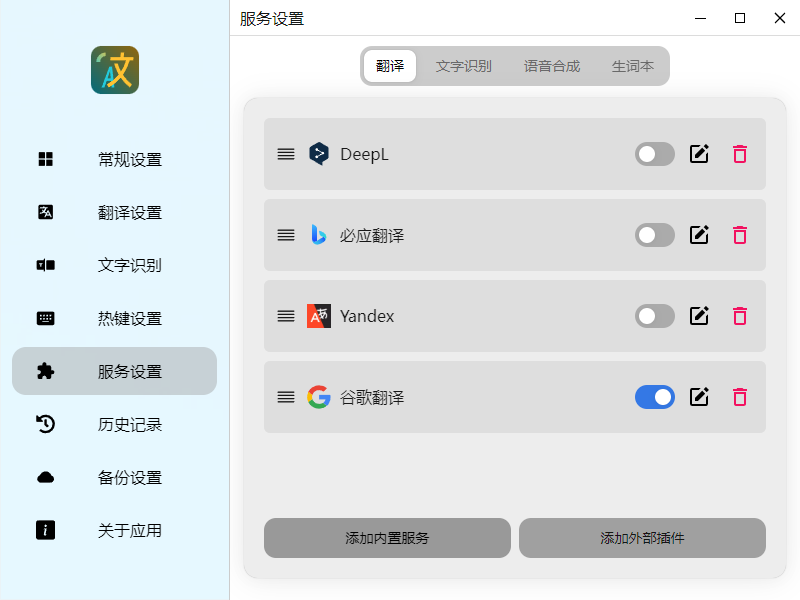 服务设置
常规设置
翻译设置
文字识别
热键设置
服务设置
历史记录
备份设置
关于应用
翻译 文字识别 语音合成 生词本
DeepL
必应翻译
Yandex
谷歌翻译
添加内置服务 添加外部插件